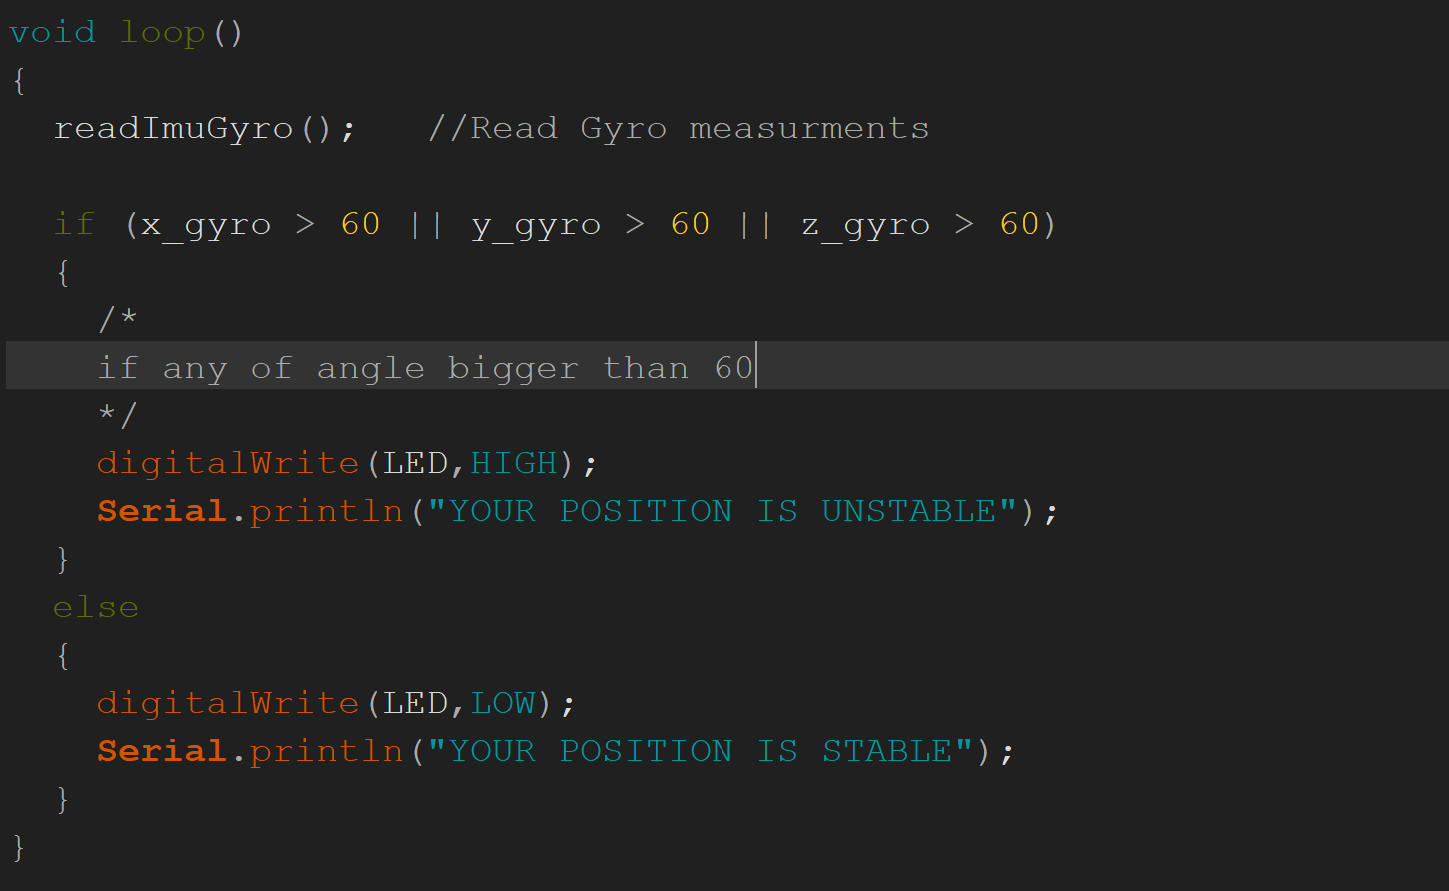 void loop()
{
readImuGyro();   //Read Gyro measurments
if (x_gyro > 60 || y_gyro > 60 || z_gyro > 60)
{
/*
if any of angle bigger than 60
*/
digitalWrite(LED,HIGH);
Serial.println("YOUR POSITION IS UNSTABLE");
}
else
{
digitalWrite(LED,LOW);
Serial.println("YOUR POSITION IS STABLE");
}
}